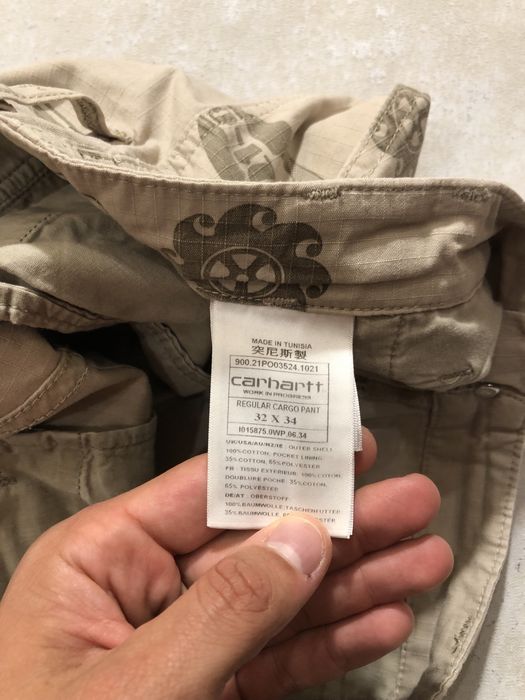 MADE IN TUNISIA
突尼斯製
900.21PO03524.1021
carhartt
WORK IN PROGRESS
REGULAR CARGO PANT
32 X 34
I015875.0WP.06.34
UK/USA/AU/NZ/IE: OUTER SHELL
100%COTTON, POCKET LINING
35%COTTON, 65%POLYESTER
FR: TISSU EXTERIEUR: 100%COTON,
DOUBLURE POCHE: 35%COTON,
65% POLYESTER
DE/AT: OBERSTOFF:
100%BAUMWOLLE;TASCHENFUTTER
35%BAUMWOLLE,